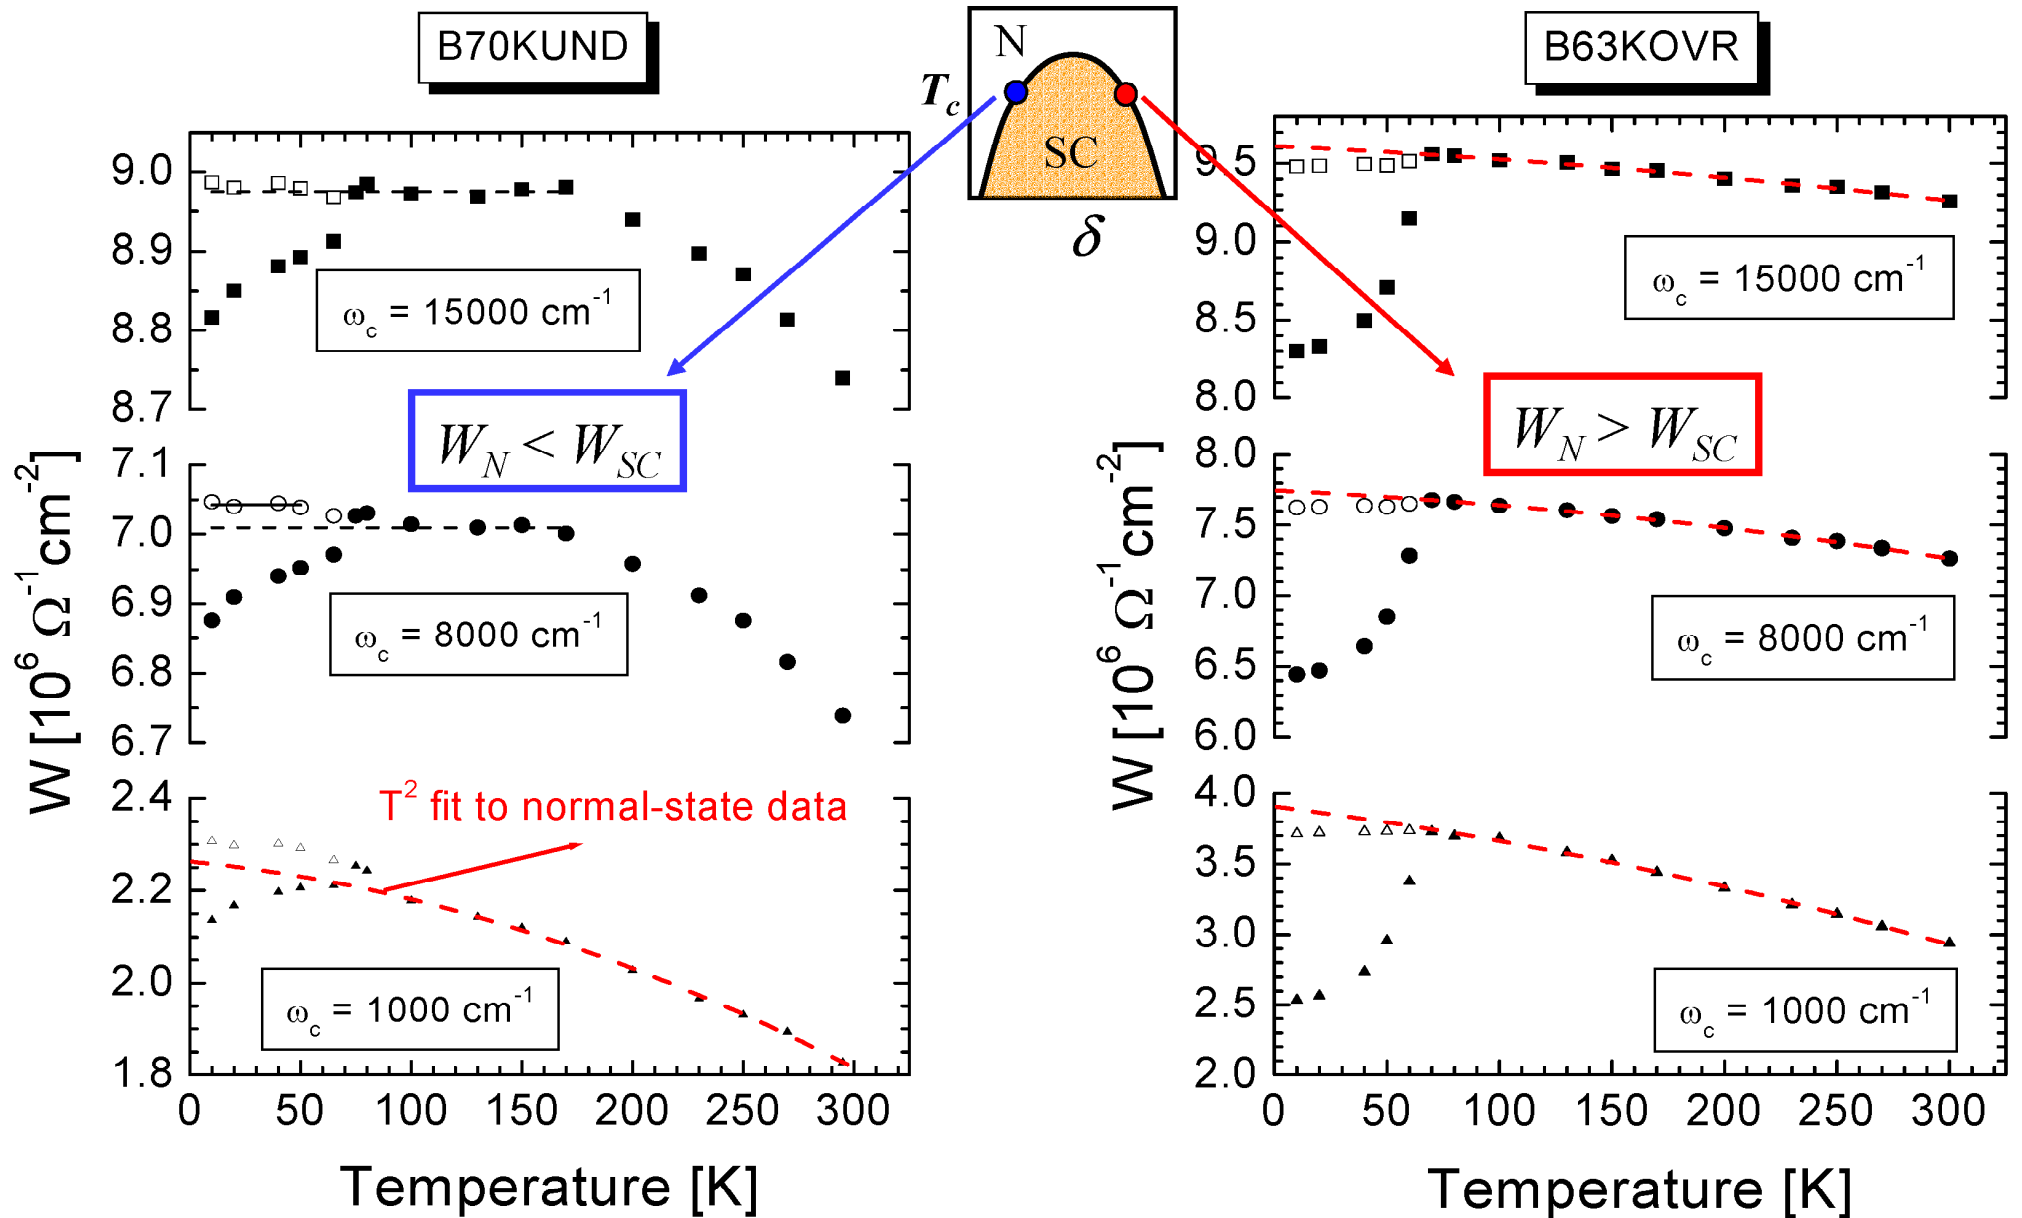 B70KUND
N
T_c
SC
δ
B63KOVR
W [10^6 Ω^-1 cm^-2]
9.0
8.9
8.8
8.7
ω_c = 15000 cm^-1
W_N < W_SC
7.1
7.0
6.9
6.8
6.7
ω_c = 8000 cm^-1
2.4
2.2
2.0
1.8
T^2 fit to normal-state data
ω_c = 1000 cm^-1
0 50 100 150 200 250 300
Temperature [K]
W [10^6 Ω^-1 cm^-2]
9.5
9.0
8.5
8.0
ω_c = 15000 cm^-1
W_N > W_SC
8.0
7.5
7.0
6.5
6.0
ω_c = 8000 cm^-1
4.0
3.5
3.0
2.5
2.0
ω_c = 1000 cm^-1
0 50 100 150 200 250 300
Temperature [K]